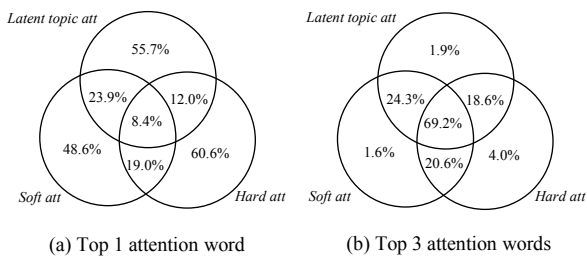 Latent topic att
55.7%
23.9%
12.0%
8.4%
48.6%
19.0%
60.6%
Soft att
Hard att
(a) Top 1 attention word
Latent topic att
1.9%
24.3%
18.6%
69.2%
1.6%
20.6%
4.0%
Soft att
Hard att
(b) Top 3 attention words